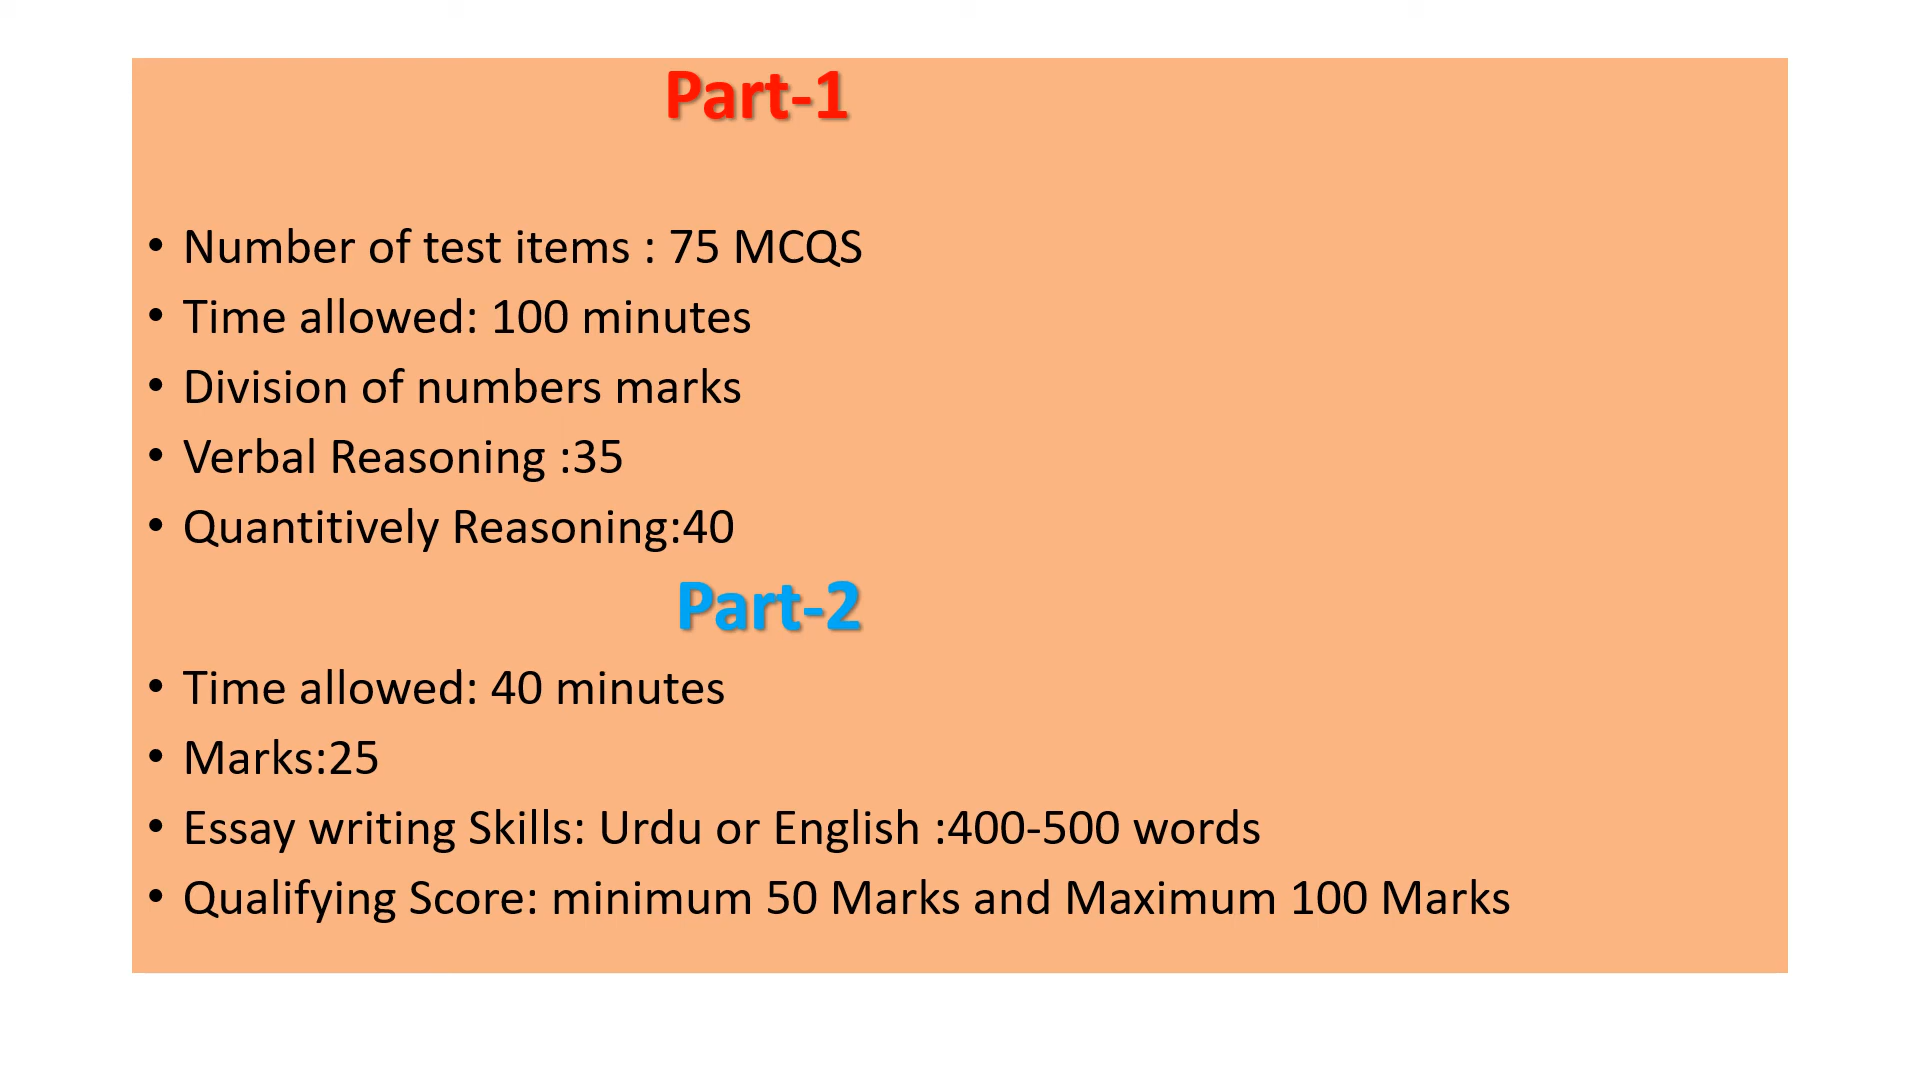 Part-1
• Number of test items : 75 MCQS
• Time allowed: 100 minutes
• Division of numbers marks
• Verbal Reasoning :35
• Quantitively Reasoning:40
Part-2
• Time allowed: 40 minutes
• Marks:25
• Essay writing Skills: Urdu or English :400-500 words
• Qualifying Score: minimum 50 Marks and Maximum 100 Marks